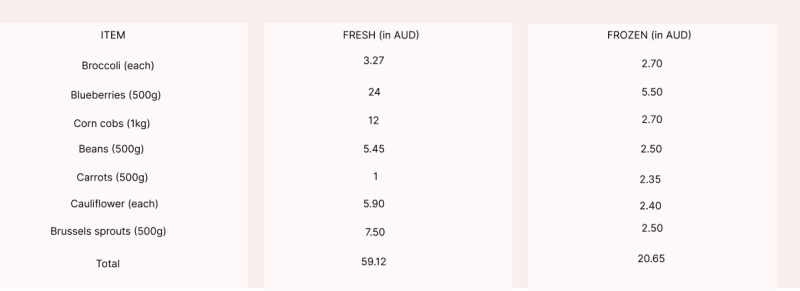 ITEM FRESH (in AUD) FROZEN (in AUD)
Broccoli (each) 3.27 2.70
Blueberries (500g) 24 5.50
Corn cobs (1kg) 12 2.70
Beans (500g) 5.45 2.50
Carrots (500g) 1 2.35
Cauliflower (each) 5.90 2.40
Brussels sprouts (500g) 7.50 2.50
Total 59.12 20.65